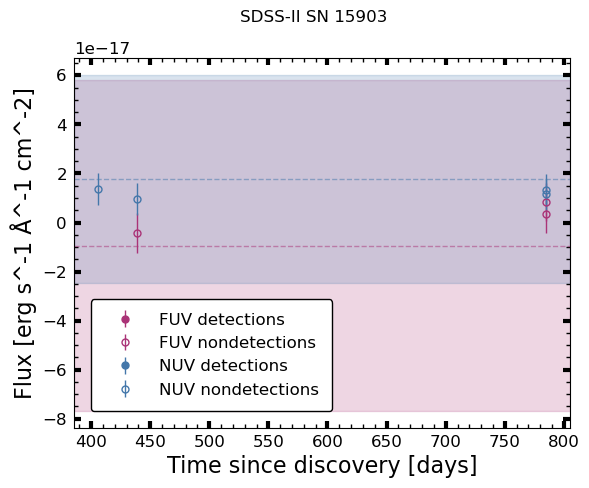 SDSS-II SN 15903
1e−17
6
4
2
0
−2
−4
−6
−8
Flux [erg s^-1 Å^-1 cm^-2]
FUV detections
FUV nondetections
NUV detections
NUV nondetections
400 450 500 550 600 650 700 750 800
Time since discovery [days]